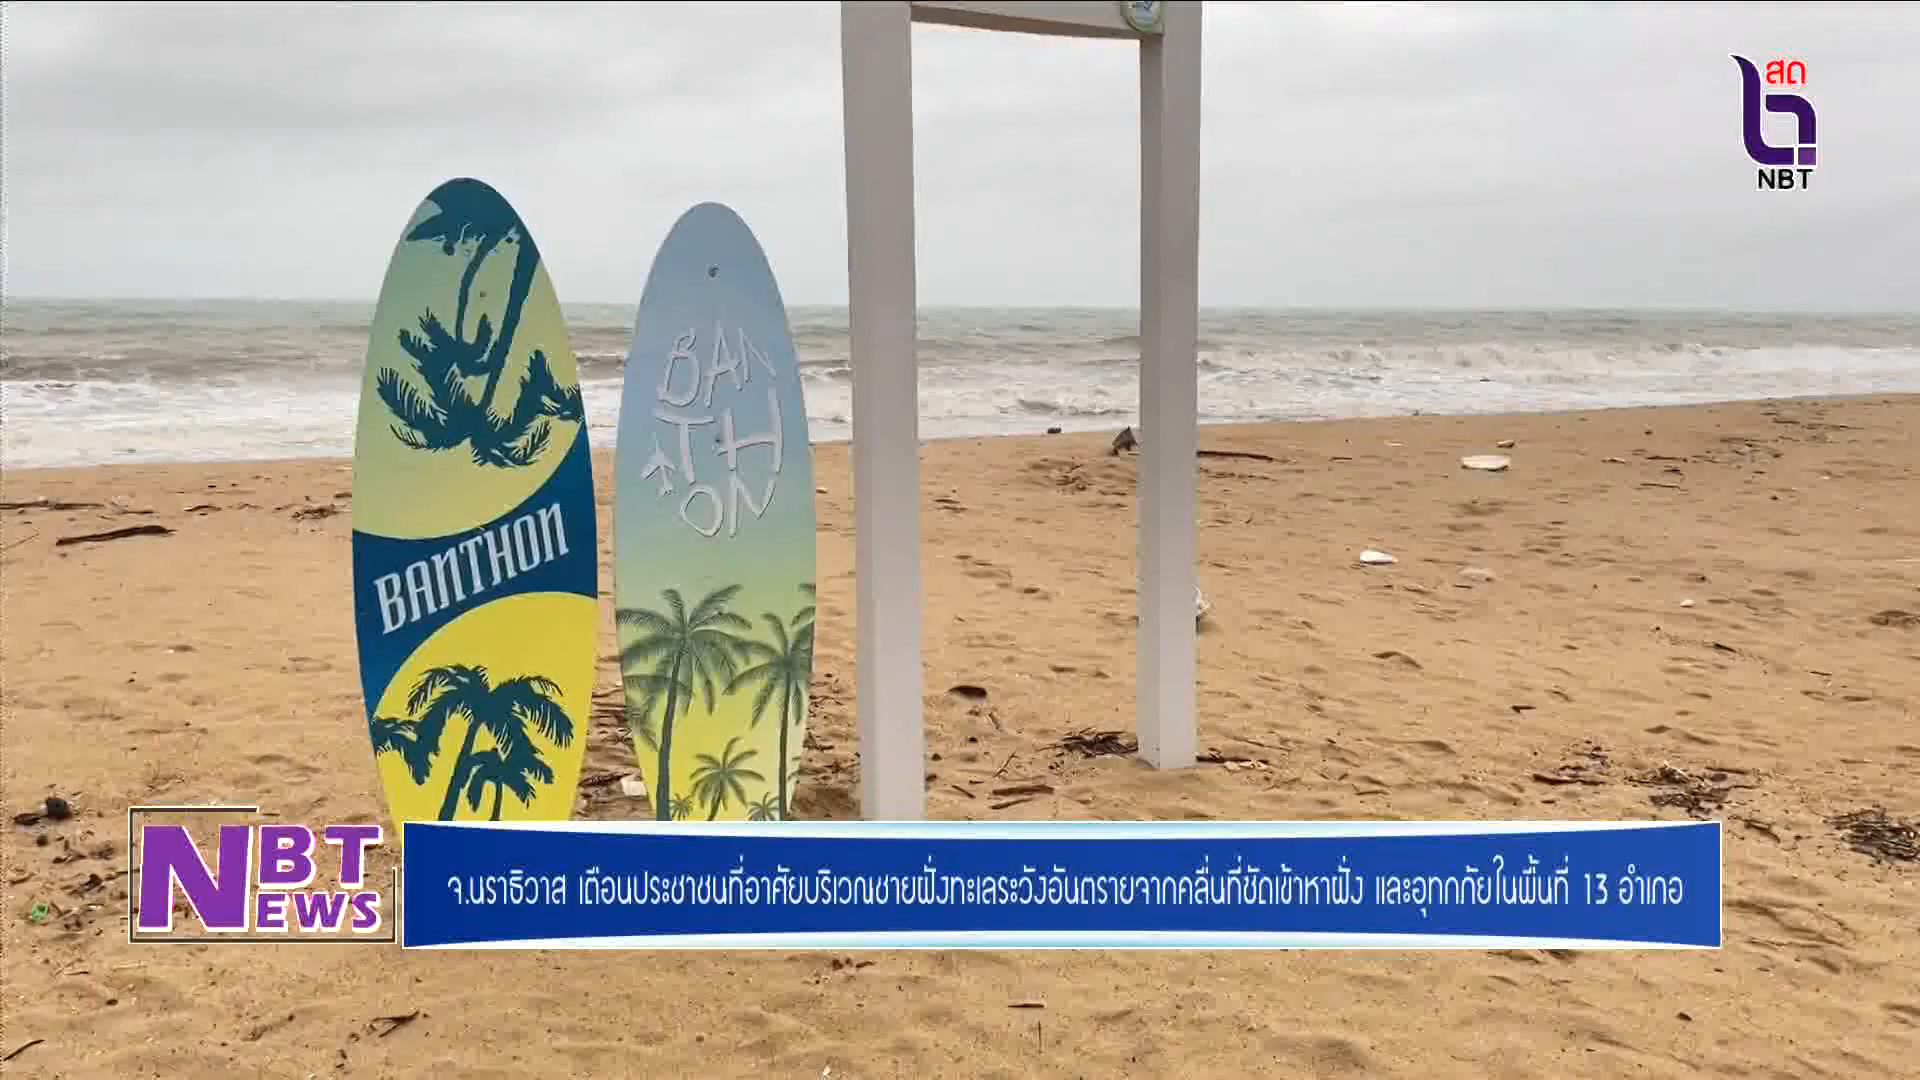 สด
NBT
BAN
TH
ON
BANTHON
NBT
NEWS
จ.นราธิวาส เตือนประชาชนที่อาศัยบริเวณชายฝั่งทะเลระวังอันตรายจากคลื่นที่ซัดเข้าหาฝั่ง และอุทกภัยในพื้นที่ 13 อำเภอ